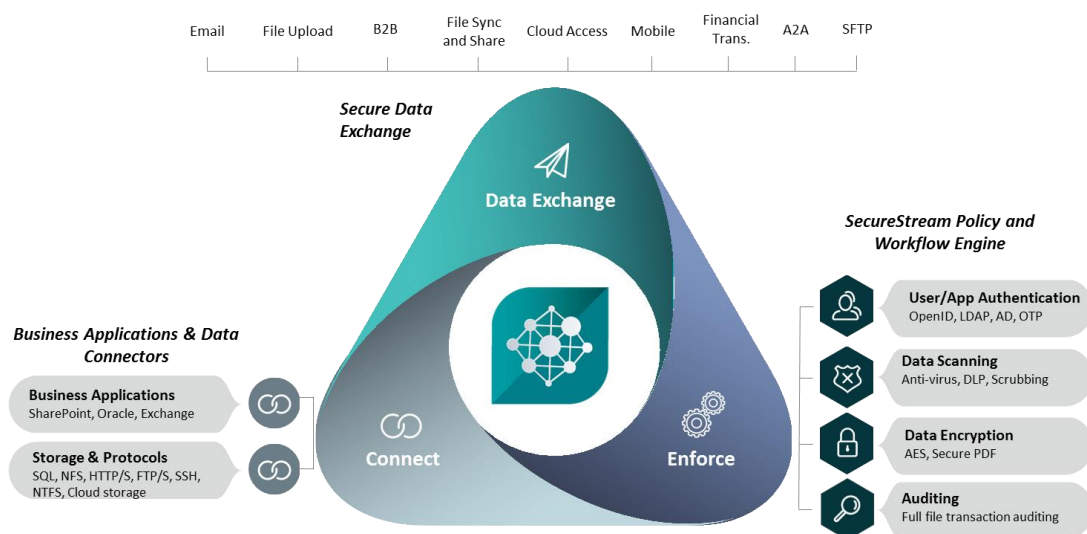 Email
File Upload
B2B
File Sync
and Share
Cloud Access
Mobile
Financial
Trans.
A2A
SFTP
Secure Data
Exchange
Data Exchange
SecureStream Policy and
Workflow Engine
User/App Authentication
OpenID, LDAP, AD, OTP
Data Scanning
Anti-virus, DLP, Scrubbing
Data Encryption
AES, Secure PDF
Auditing
Full file transaction auditing
Business Applications & Data
Connectors
Business Applications
SharePoint, Oracle, Exchange
Storage & Protocols
SQL, NFS, HTTP/S, FTP/S, SSH,
NTFS, Cloud storage
Connect
Enforce